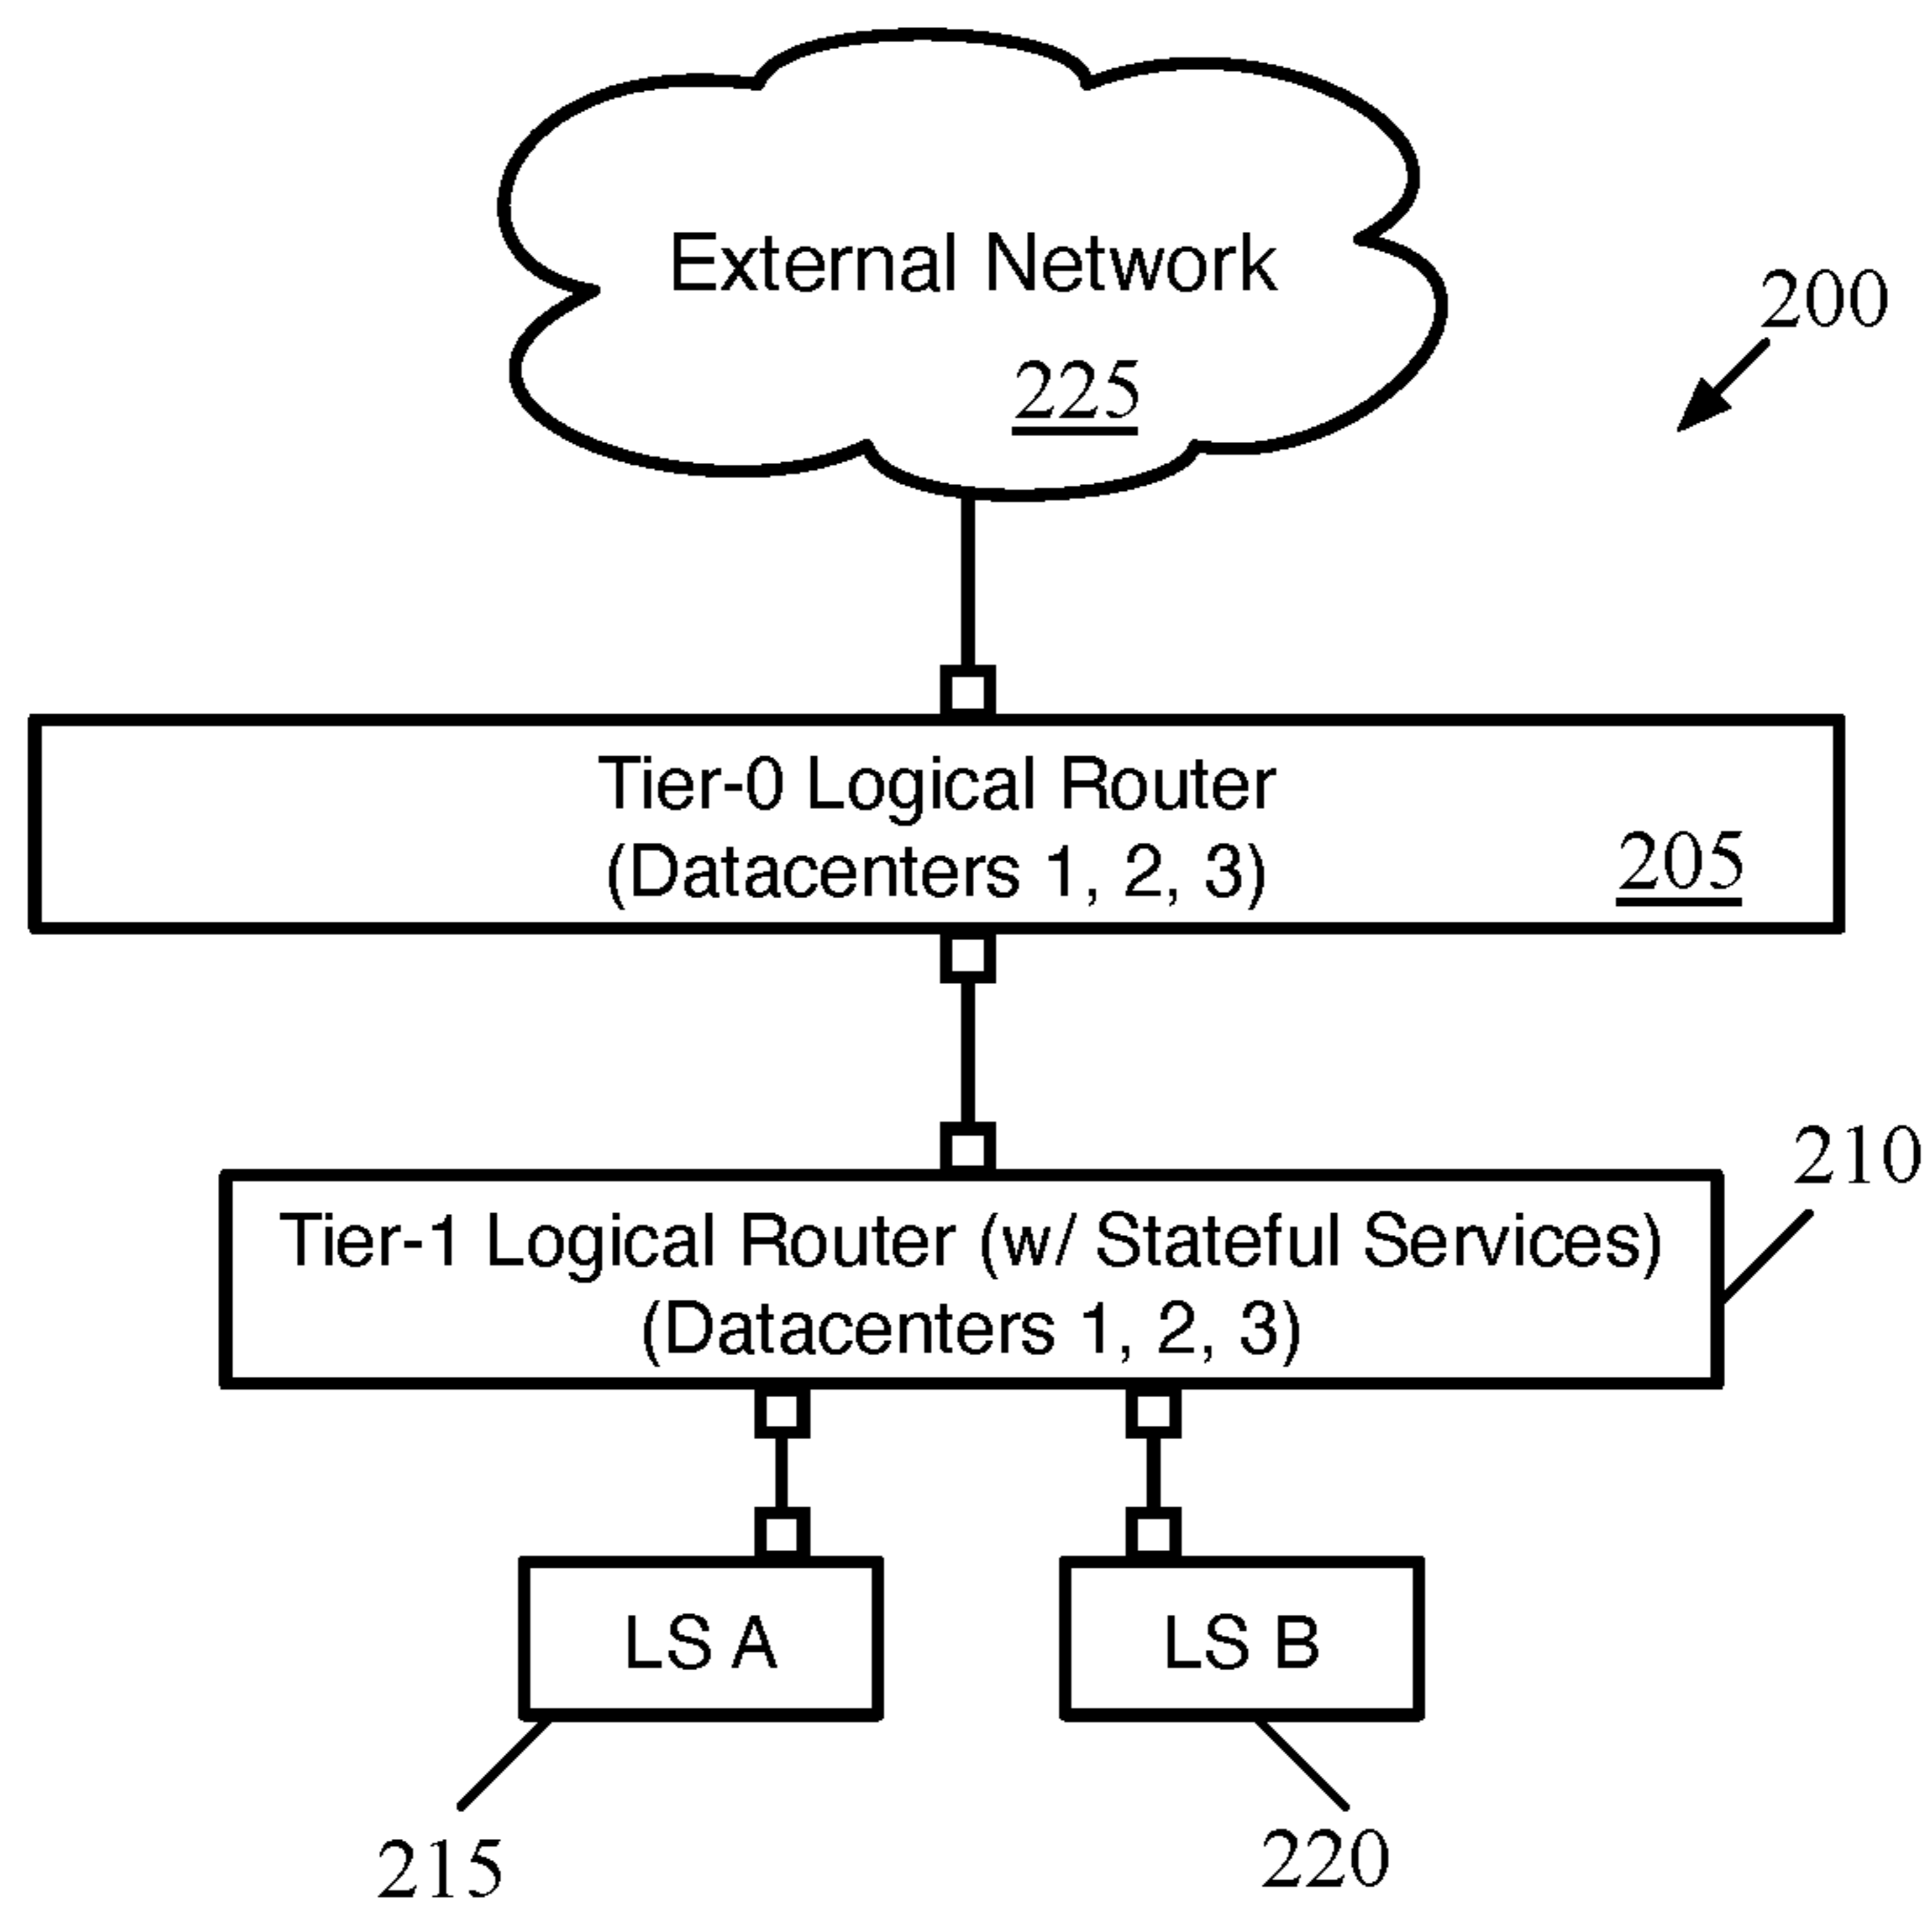 External Network
225
200
Tier-0 Logical Router
(Datacenters 1, 2, 3)
205
210
Tier-1 Logical Router (w/ Stateful Services)
(Datacenters 1, 2, 3)
LS A
LS B
215
220